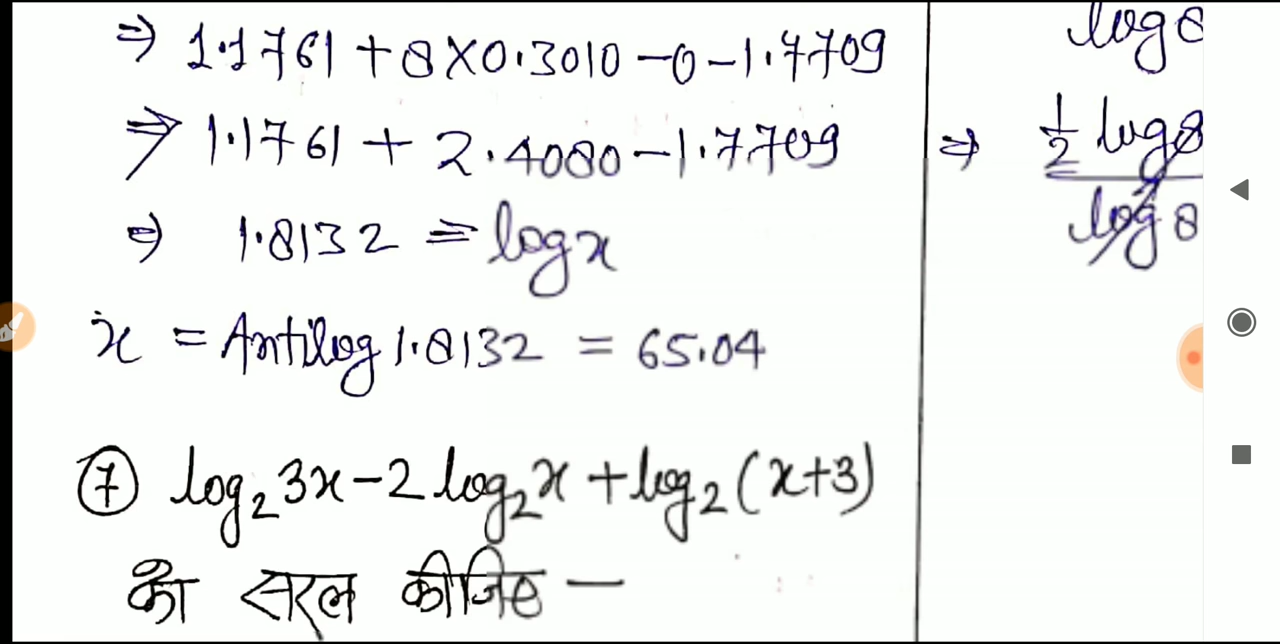 ⇒ 1.1761 + 8 × 0.3010 − 0 − 1.7709
⇒ 1.1761 + 2.4080 − 1.7709
⇒ 1.8132 = log x
x = Antilog 1.8132 = 65.04
⑦ log₂ 3x − 2 log₂ x + log₂ (x+3)
का सरल कीजिए −
log 8
⇒ ½ log 8
log 8